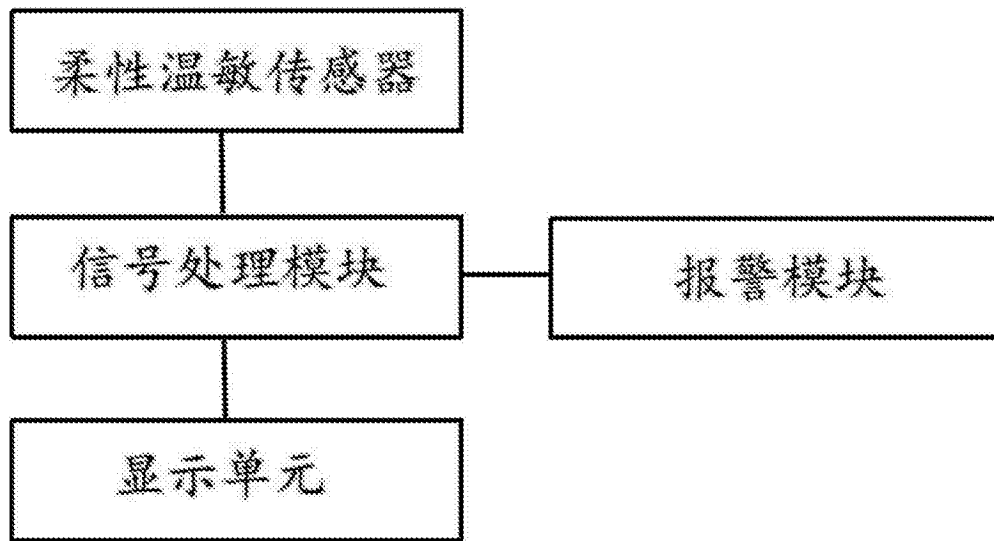 柔性温敏传感器
信号处理模块
报警模块
显示单元